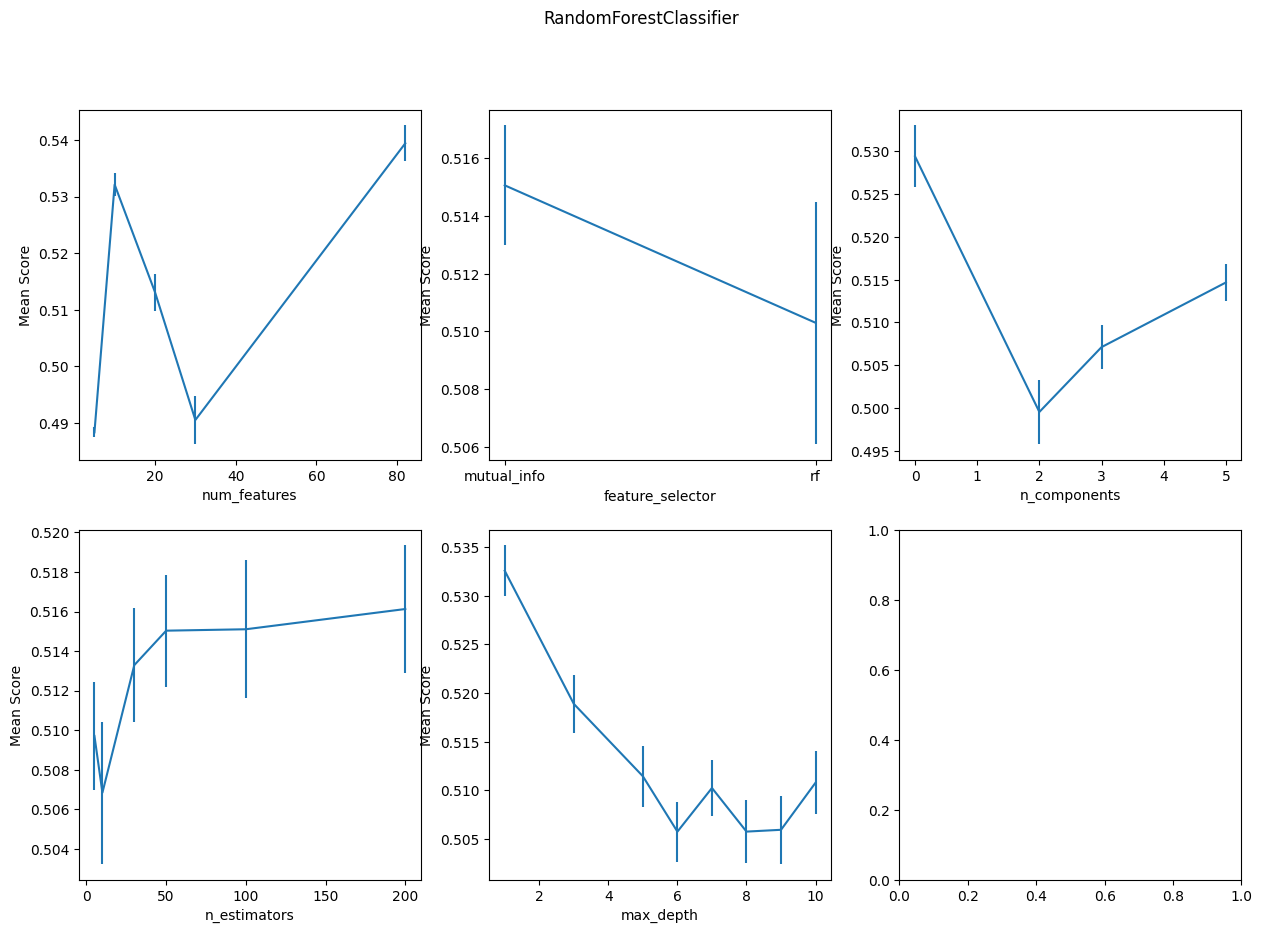 RandomForestClassifier
0.54
0.53
0.52
0.51
0.50
0.49
Mean Score
20 40 60 80
num_features
0.516
0.514
0.512
0.510
0.508
0.506
Mean Score
mutual_info rf
feature_selector
0.530
0.525
0.520
0.515
0.510
0.505
0.500
0.495
Mean Score
0 1 2 3 4 5
n_components
0.520
0.518
0.516
0.514
0.512
0.510
0.508
0.506
0.504
Mean Score
0 50 100 150 200
n_estimators
0.535
0.530
0.525
0.520
0.515
0.510
0.505
Mean Score
2 4 6 8 10
max_depth
1.0
0.8
0.6
0.4
0.2
0.0
0.0 0.2 0.4 0.6 0.8 1.0